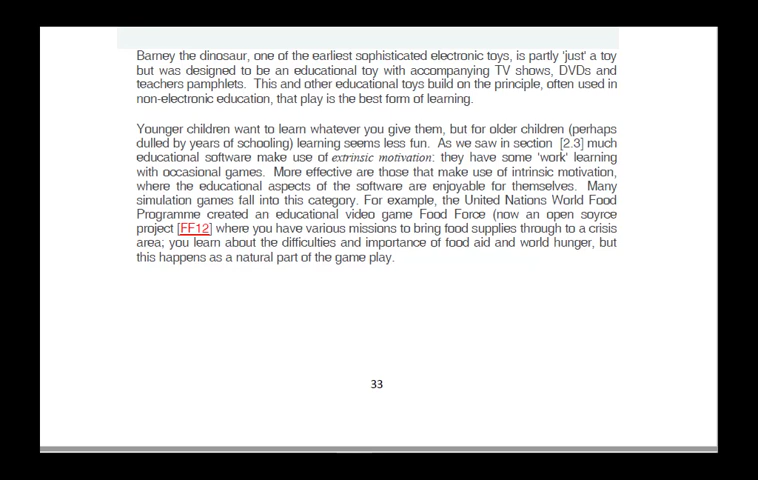 Barney the dinosaur, one of the earliest sophisticated electronic toys, is partly 'just' a toy
but was designed to be an educational toy with accompanying TV shows, DVDs and
teachers pamphlets. This and other educational toys build on the principle, often used in
non-electronic education, that play is the best form of learning.
Younger children want to learn whatever you give them, but for older children (perhaps
dulled by years of schooling) learning seems less fun. As we saw in section [2.3] much
educational software make use of extrinsic motivation: they have some 'work' learning
with occasional games. More effective are those that make use of intrinsic motivation,
where the educational aspects of the software are enjoyable for themselves. Many
simulation games fall into this category. For example, the United Nations World Food
Programme created an educational video game Food Force (now an open soyrce
project [FF12] where you have various missions to bring food supplies through to a crisis
area; you learn about the difficulties and importance of food aid and world hunger, but
this happens as a natural part of the game play.
33